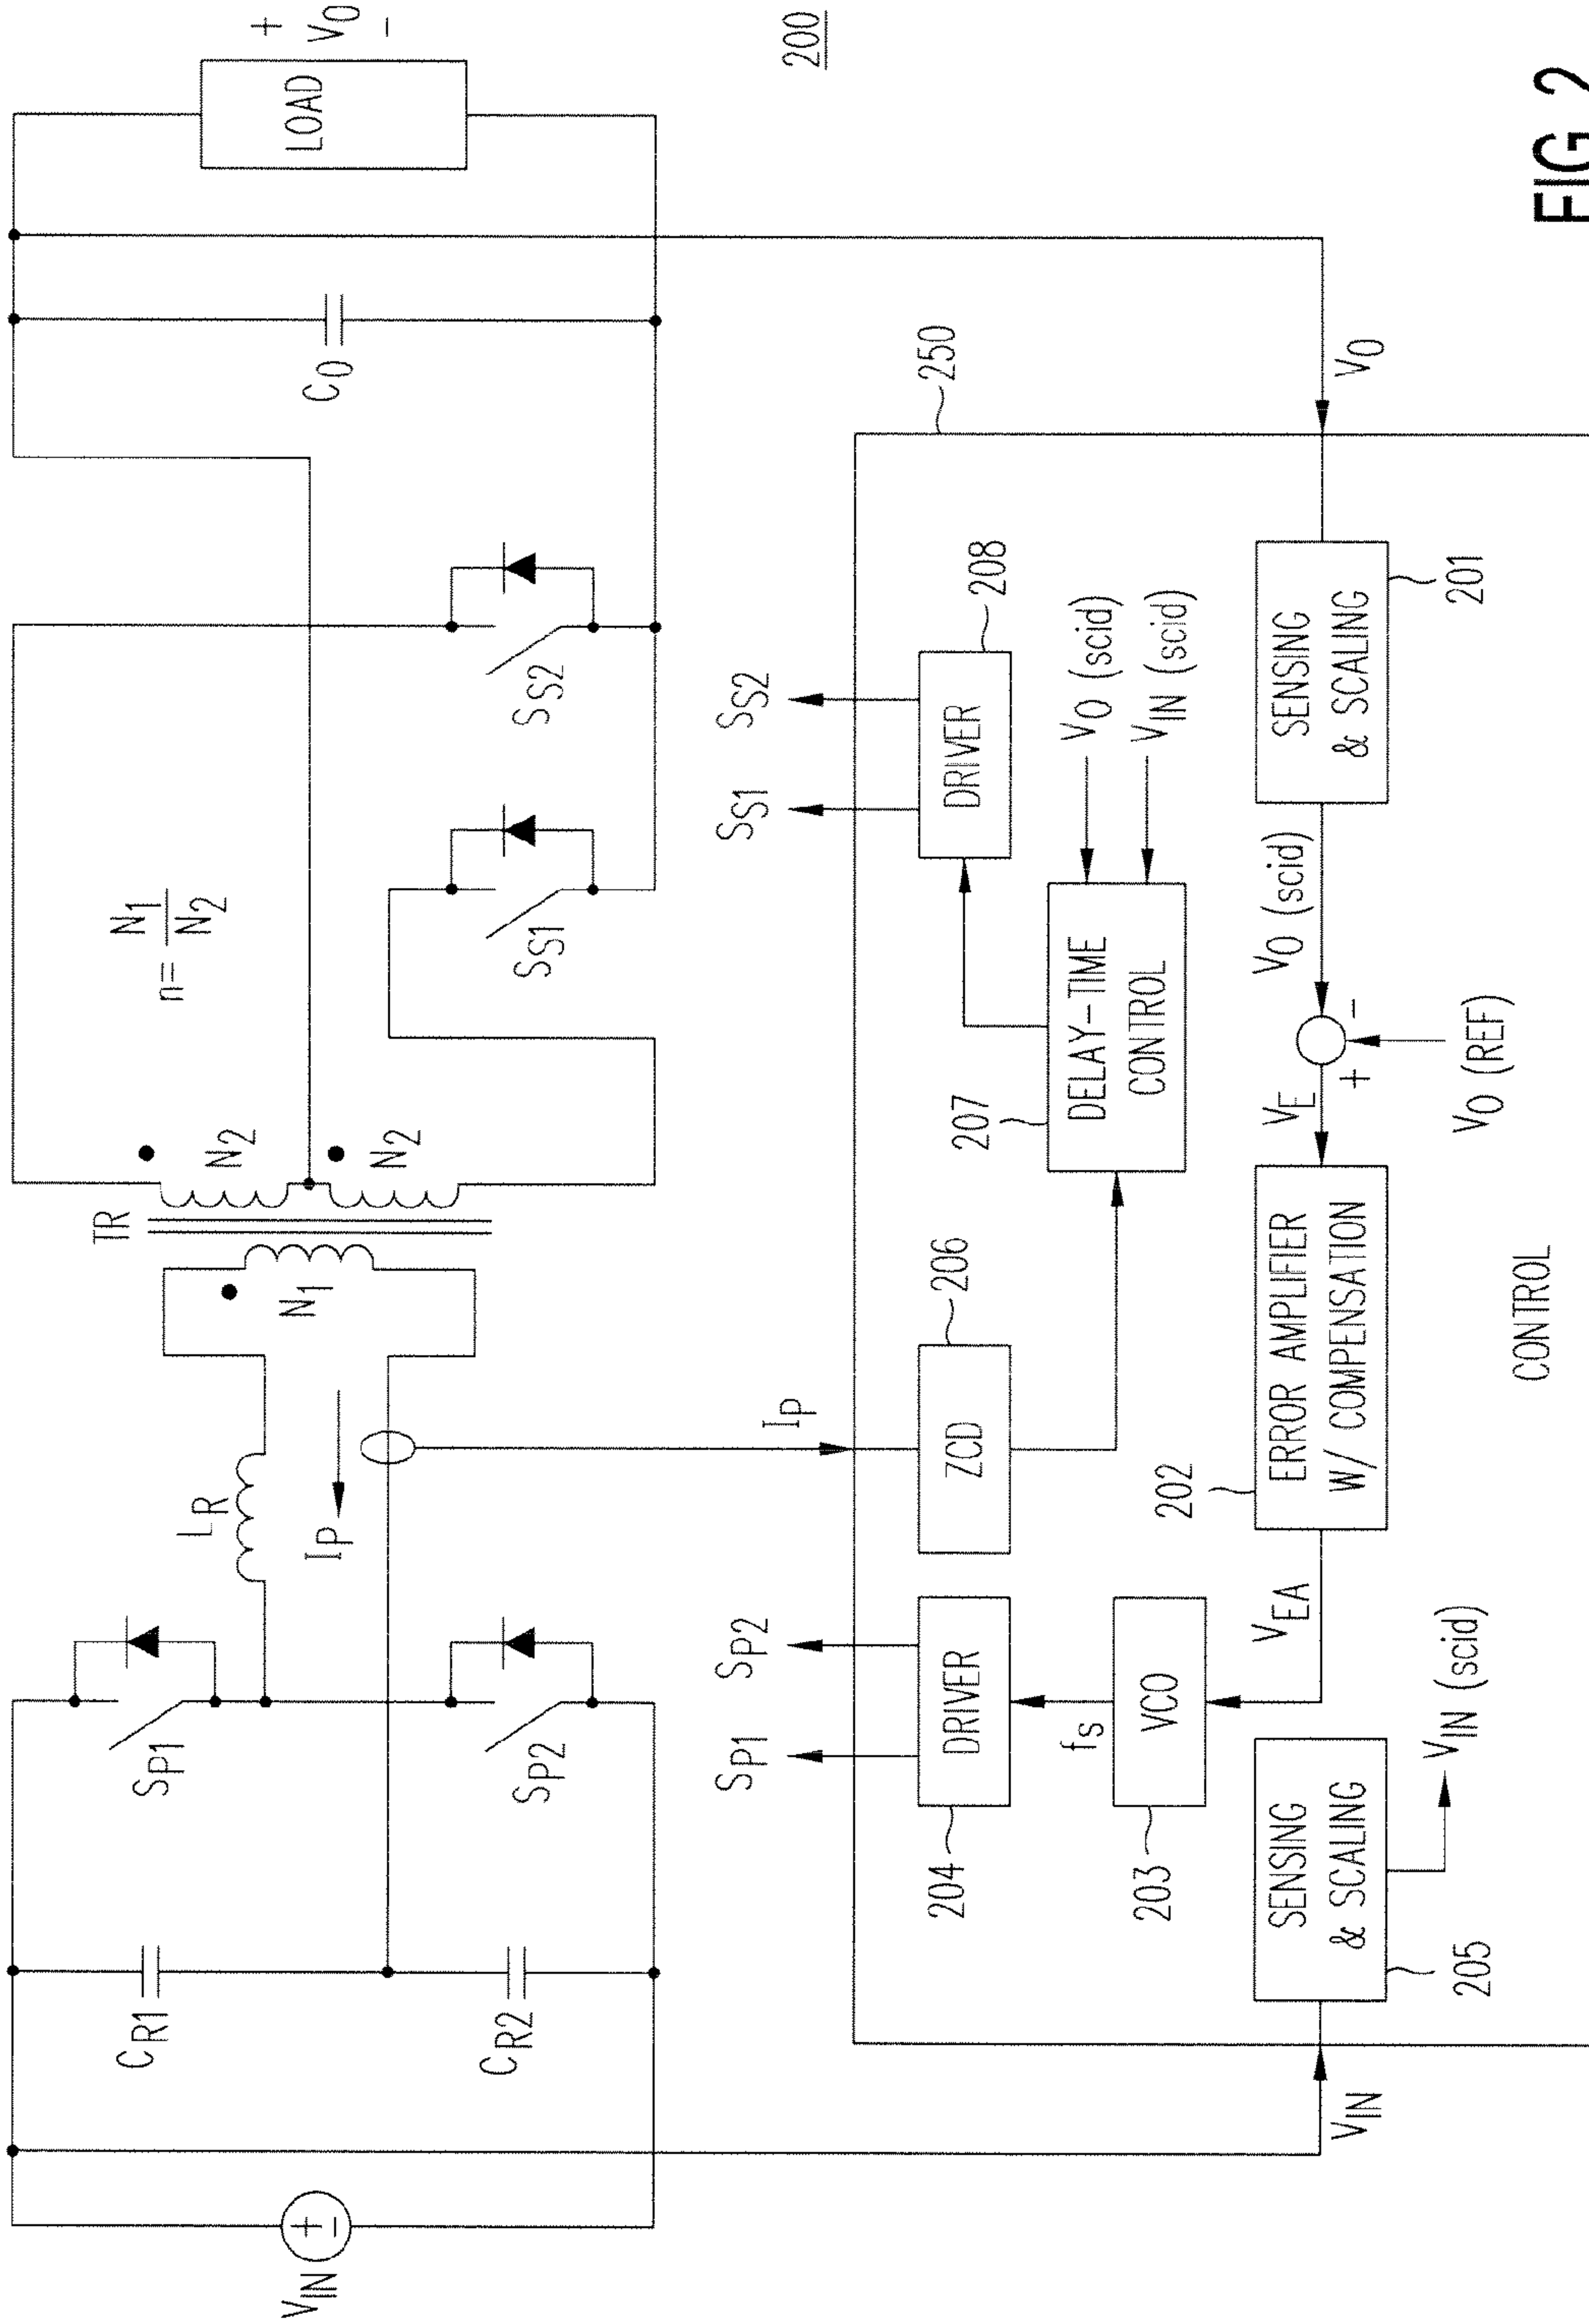 V_IN
C_R1
C_R2
S_P1
S_P2
L_R
I_P
N_1
TR
N_2
N_2
n= N_1/N_2
S_S1
S_S2
C_O
LOAD
+
V_O
-
200
V_IN
I_P
S_P1
S_P2
S_S1
S_S2
250
V_O
204
DRIVER
f_s
203
VCO
V_EA
ZCD
206
207
DELAY-TIME
CONTROL
DRIVER
208
V_O (scid)
V_IN (scid)
205
SENSING
& SCALING
V_IN (scid)
202
ERROR AMPLIFIER
W/ COMPENSATION
V_E
+
-
V_O (REF)
V_O (scid)
SENSING
& SCALING
201
CONTROL
FIG. 2